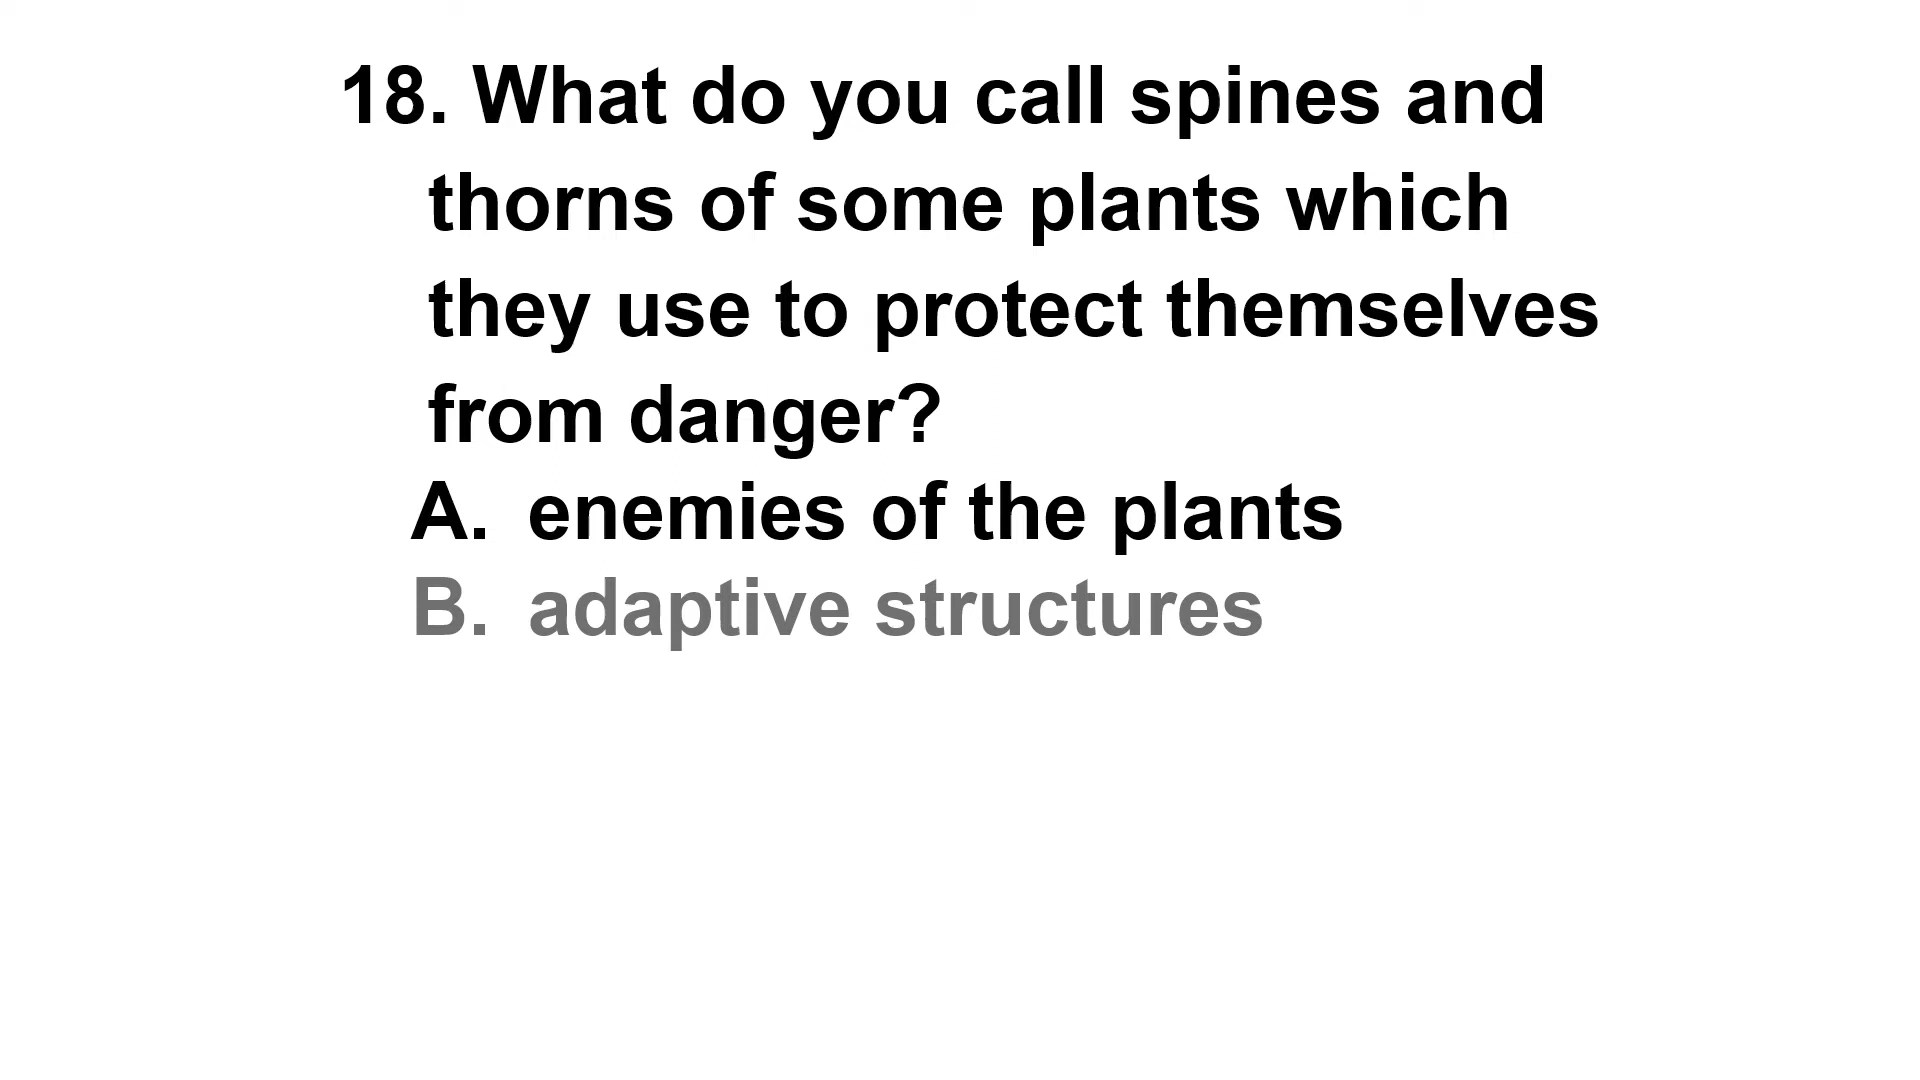 18. What do you call spines and
thorns of some plants which
they use to protect themselves
from danger?
A. enemies of the plants
B. adaptive structures